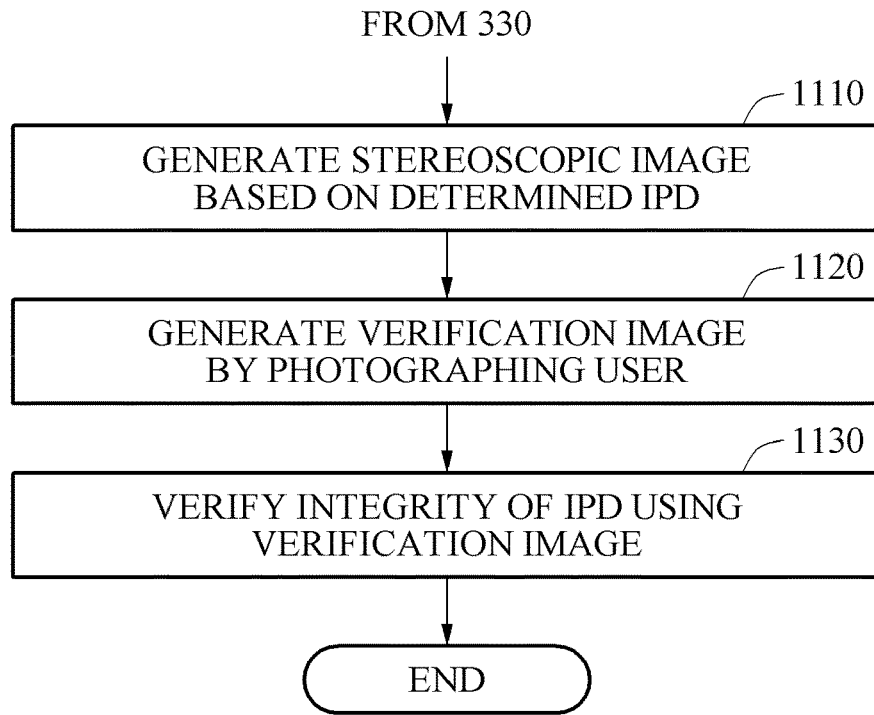 FROM 330
1110
GENERATE STEREOSCOPIC IMAGE
BASED ON DETERMINED IPD
1120
GENERATE VERIFICATION IMAGE
BY PHOTOGRAPHING USER
1130
VERIFY INTEGRITY OF IPD USING
VERIFICATION IMAGE
END